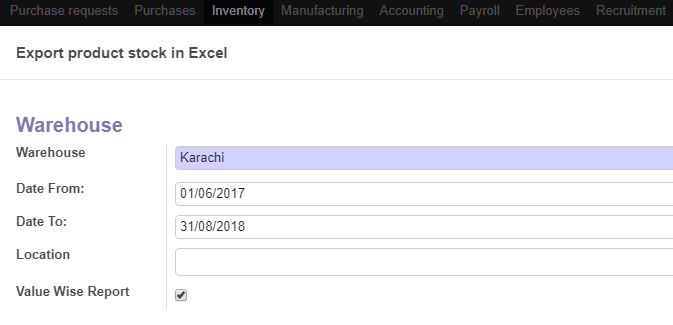 Purchase requests Purchases Inventory Manufacturing Accounting Payroll Employees Recruitment
Export product stock in Excel
Warehouse
Warehouse Karachi
Date From: 01/06/2017
Date To: 31/08/2018
Location
Value Wise Report